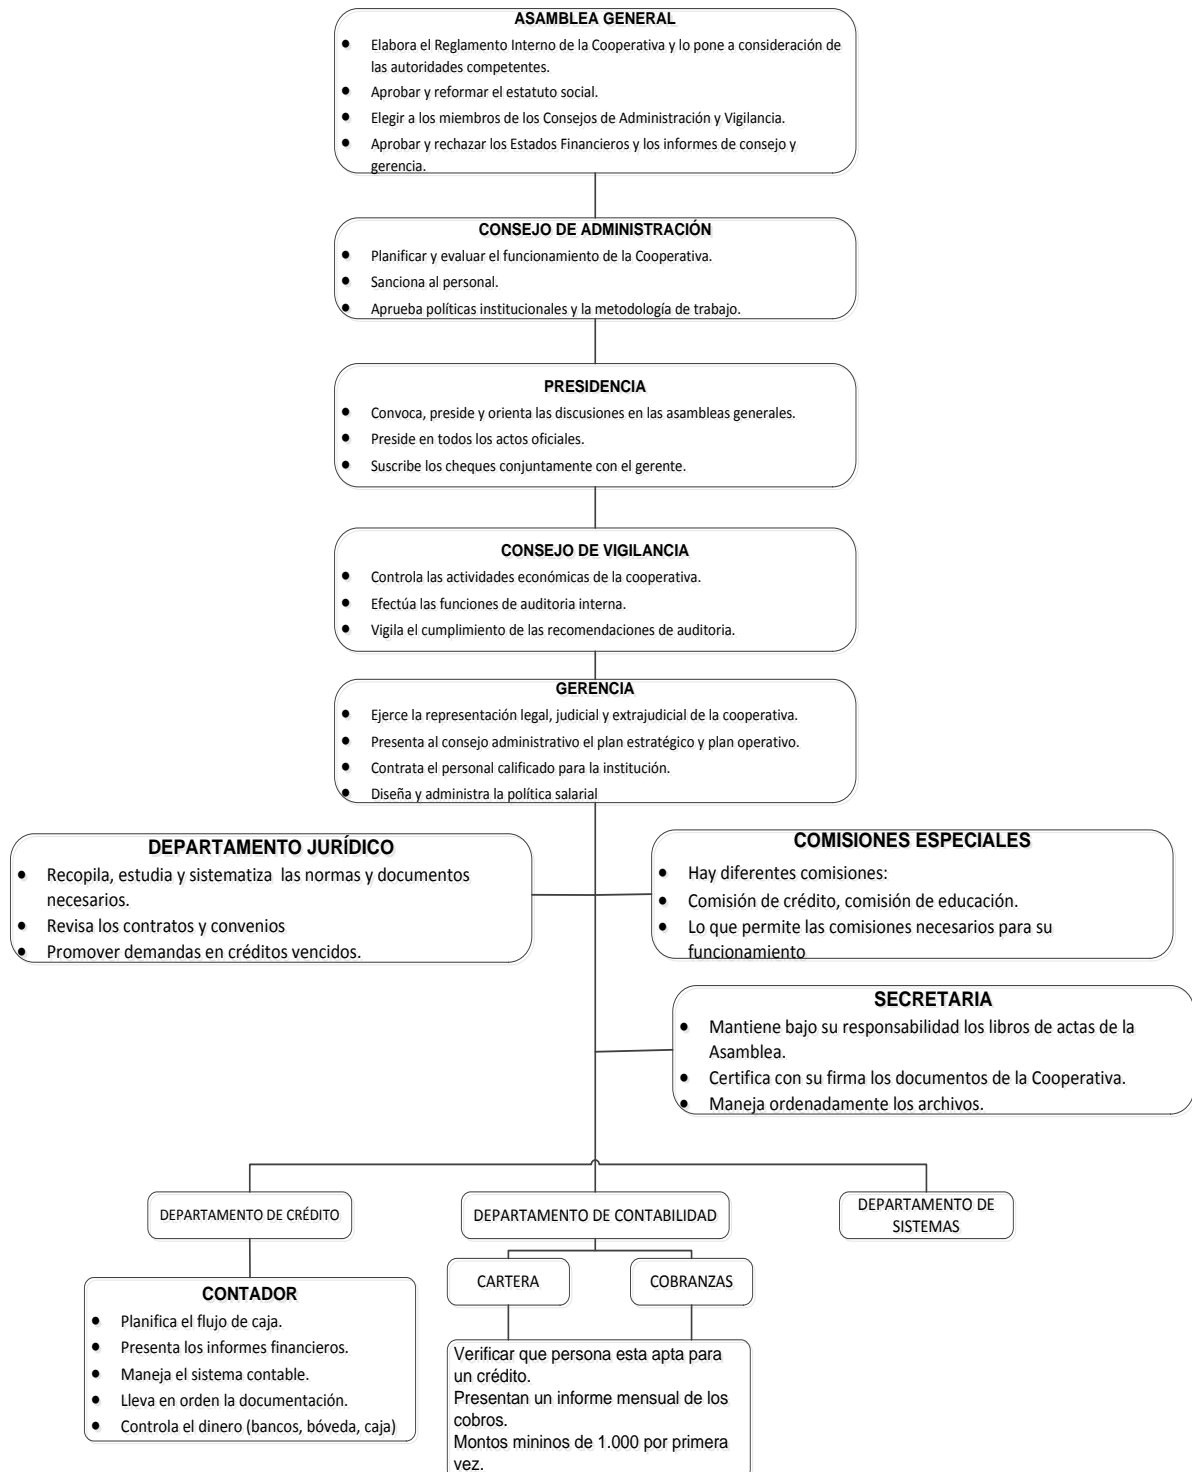 ASAMBLEA GENERAL
• Elabora el Reglamento Interno de la Cooperativa y lo pone a consideración de
las autoridades competentes.
• Aprobar y reformar el estatuto social.
• Elegir a los miembros de los Consejos de Administración y Vigilancia.
• Aprobar y rechazar los Estados Financieros y los informes de consejo y
gerencia.
CONSEJO DE ADMINISTRACIÓN
• Planificar y evaluar el funcionamiento de la Cooperativa.
• Sanciona al personal.
• Aprueba políticas institucionales y la metodología de trabajo.
PRESIDENCIA
• Convoca, preside y orienta las discusiones en las asambleas generales.
• Preside en todos los actos oficiales.
• Suscribe los cheques conjuntamente con el gerente.
CONSEJO DE VIGILANCIA
• Controla las actividades económicas de la cooperativa.
• Efectúa las funciones de auditoria interna.
• Vigila el cumplimiento de las recomendaciones de auditoria.
GERENCIA
• Ejerce la representación legal, judicial y extrajudicial de la cooperativa.
• Presenta al consejo administrativo el plan estratégico y plan operativo.
• Contrata el personal calificado para la institución.
• Diseña y administra la política salarial
DEPARTAMENTO JURÍDICO
• Recopila, estudia y sistematiza las normas y documentos
necesarios.
• Revisa los contratos y convenios
• Promover demandas en créditos vencidos.
COMISIONES ESPECIALES
• Hay diferentes comisiones:
• Comisión de crédito, comisión de educación.
• Lo que permite las comisiones necesarios para su
funcionamiento
SECRETARIA
• Mantiene bajo su responsabilidad los libros de actas de la
Asamblea.
• Certifica con su firma los documentos de la Cooperativa.
• Maneja ordenadamente los archivos.
DEPARTAMENTO DE CRÉDITO
DEPARTAMENTO DE CONTABILIDAD
DEPARTAMENTO DE
SISTEMAS
CARTERA
COBRANZAS
CONTADOR
• Planifica el flujo de caja.
• Presenta los informes financieros.
• Maneja el sistema contable.
• Lleva en orden la documentación.
• Controla el dinero (bancos, bóveda, caja)
Verificar que persona esta apta para
un crédito.
Presentan un informe mensual de los
cobros.
Montos mininos de 1.000 por primera
vez.